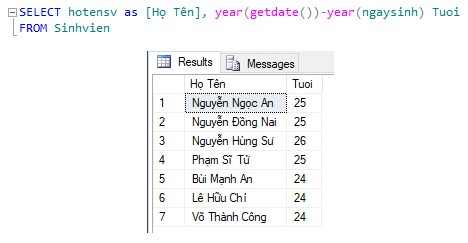 SELECT hotensv as [Họ Tên], year(getdate())-year(ngaysinh) Tuoi
FROM Sinhvien
Results Messages
Họ Tên Tuoi
1 Nguyễn Ngọc An 25
2 Nguyễn Đồng Nai 25
3 Nguyễn Hùng Sư 26
4 Phạm Sĩ Tử 25
5 Bùi Mạnh An 24
6 Lê Hữu Chí 24
7 Võ Thành Công 24